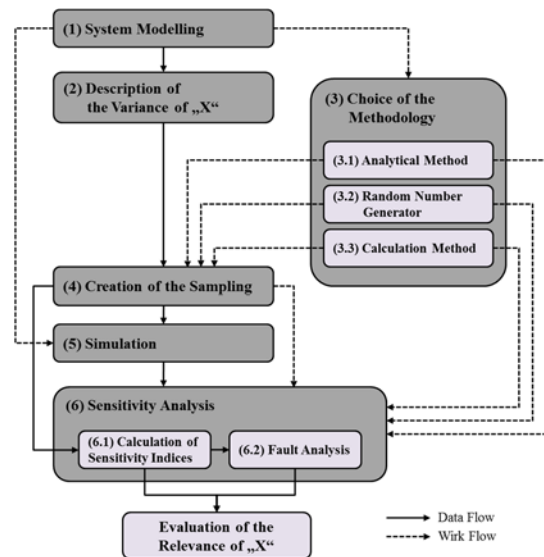 (1) System Modelling
(2) Description of
the Variance of „X“
(3) Choice of the
Methodology
(3.1) Analytical Method
(3.2) Random Number
Generator
(3.3) Calculation Method
(4) Creation of the Sampling
(5) Simulation
(6) Sensitivity Analysis
(6.1) Calculation of
Sensitivity Indices
(6.2) Fault Analysis
Evaluation of the
Relevance of „X“
Data Flow
Wirk Flow